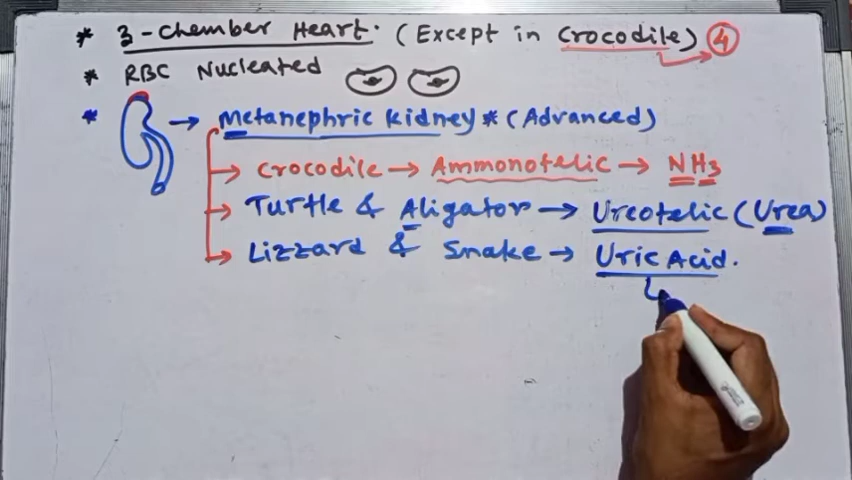 * 3-Chember Heart. (Except in Crocodile) 4
* RBC Nucleated
* → Metanephric kidney * (Advanced)
→ Crocodile → Ammonotelic → NH3
→ Turtle & Aligator → Ureotelic (Urea)
→ Lizzard & Snake → Uric Acid.